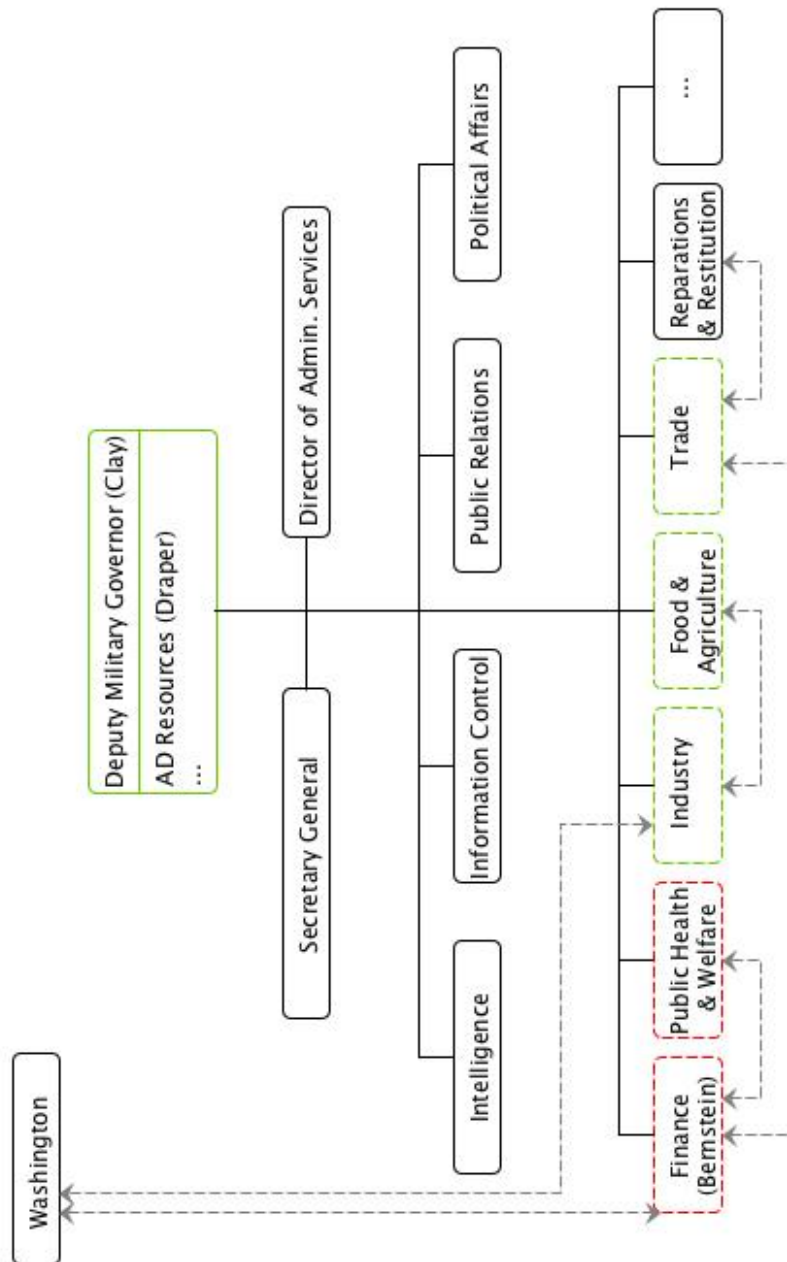 Washington
Deputy Military Governor (Clay)
AD Resources (Draper)
...
Secretary General
Director of Admin. Services
Intelligence
Information Control
Public Relations
Political Affairs
Finance
(Bernstein)
Public Health
& Welfare
Industry
Food &
Agriculture
Trade
Reparations
& Restitution
...